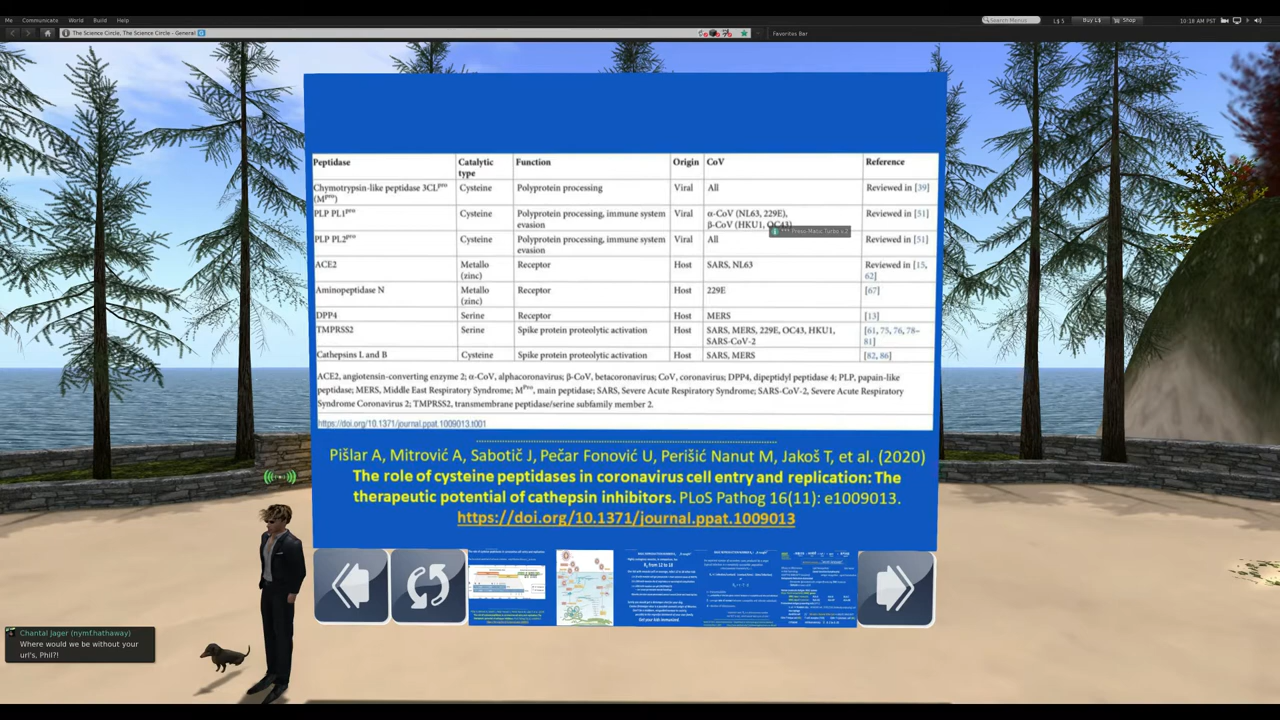 Me Communicate World Build Help
Search Menus L$ 5 Buy L$ Shop 10:18 AM PST
The Science Circle, The Science Circle - General G Favorites Bar
Peptidase Catalytic type Function Origin CoV Reference
Chymotrypsin-like peptidase 3CLpro (Mpro) Cysteine Polyprotein processing Viral All Reviewed in [39]
PLP PL1pro Cysteine Polyprotein processing, immune system evasion Viral α-CoV (NL63, 229E), β-CoV (HKU1, OC43) Reviewed in [51]
*** Press-Matic Turbo v.2
PLP PL2pro Cysteine Polyprotein processing, immune system evasion Viral All Reviewed in [51]
ACE2 Metallo (zinc) Receptor Host SARS, NL63 Reviewed in [15, 62]
Aminopeptidase N Metallo (zinc) Receptor Host 229E [67]
DPP4 Serine Receptor Host MERS [13]
TMPRSS2 Serine Spike protein proteolytic activation Host SARS, MERS, 229E, OC43, HKU1, SARS-CoV-2 [61, 75, 76, 78–81]
Cathepsins L and B Cysteine Spike protein proteolytic activation Host SARS, MERS [82, 86]
ACE2, angiotensin-converting enzyme 2; α-CoV, alphacoronavirus; β-CoV, betacoronavirus; CoV, coronavirus; DPP4, dipeptidyl peptidase 4; PLP, papain-like
peptidase; MERS, Middle East Respiratory Syndrome; MPro, main peptidase; SARS, Severe Acute Respiratory Syndrome; SARS-CoV-2, Severe Acute Respiratory
Syndrome Coronavirus 2; TMPRSS2, transmembrane peptidase/serine subfamily member 2.
https://doi.org/10.1371/journal.ppat.1009013.t001
Pišlar A, Mitrović A, Sabotič J, Pečar Fonović U, Perišić Nanut M, Jakoš T, et al. (2020)
The role of cysteine peptidases in coronavirus cell entry and replication: The
therapeutic potential of cathepsin inhibitors. PLoS Pathog 16(11): e1009013.
https://doi.org/10.1371/journal.ppat.1009013
Get your kids immunized.
Chantal Jager (nymf.hathaway)
Where would we be without your
url's, Phil?!